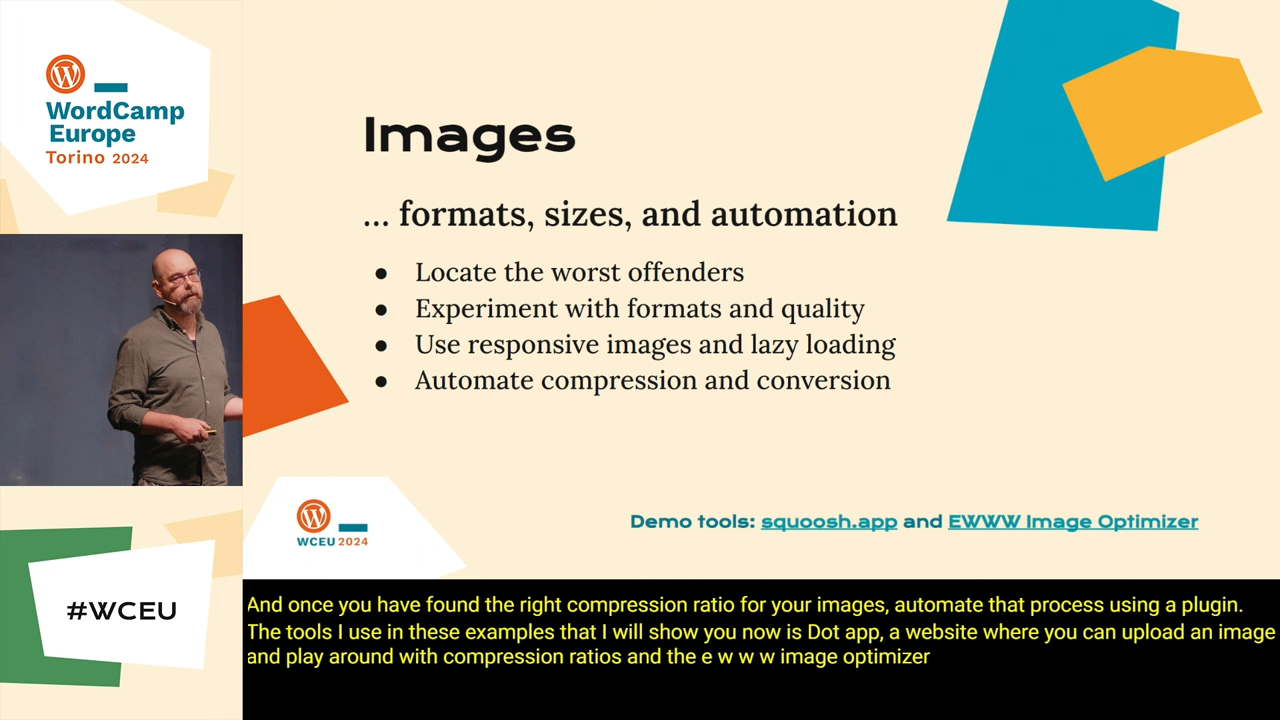 WordCamp
Europe
Torino 2024
Images
... formats, sizes, and automation
● Locate the worst offenders
● Experiment with formats and quality
● Use responsive images and lazy loading
● Automate compression and conversion
WCEU 2024
Demo tools: squoosh.app and EWWW Image Optimizer
#WCEU
And once you have found the right compression ratio for your images, automate that process using a plugin.
The tools I use in these examples that I will show you now is Dot app, a website where you can upload an image
and play around with compression ratios and the e w w w image optimizer